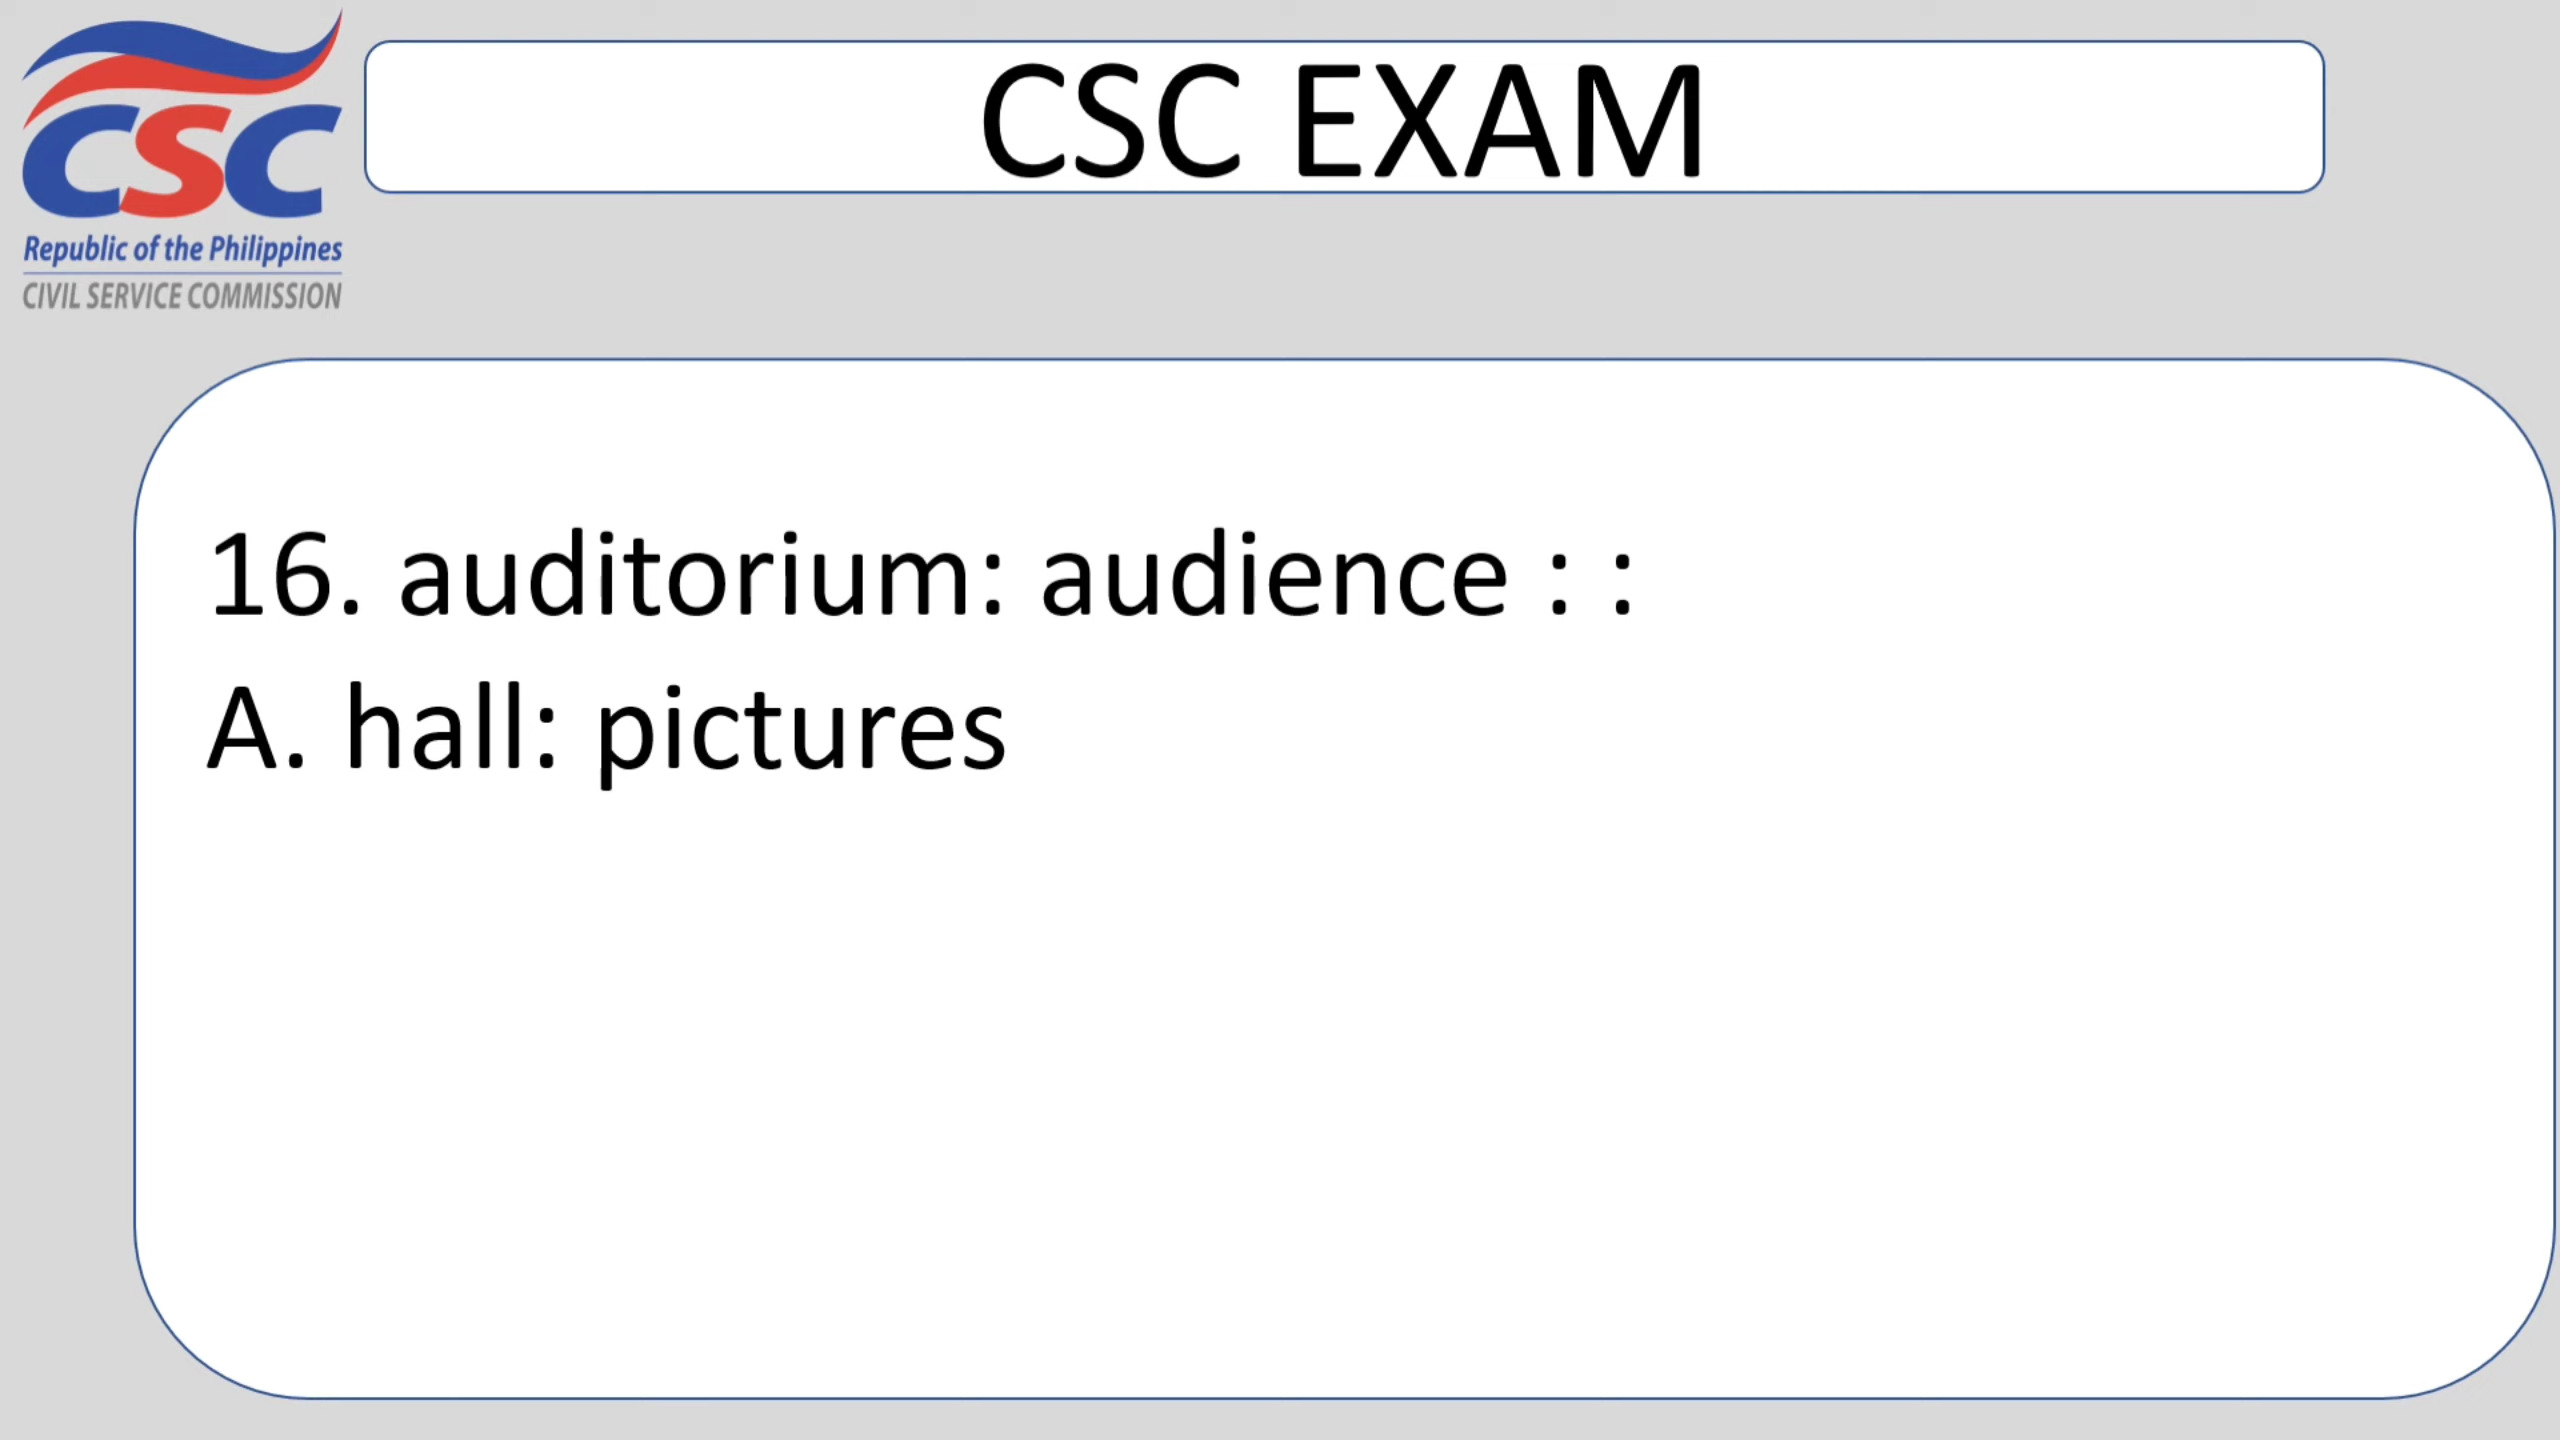 CSC EXAM
CSC
Republic of the Philippines
CIVIL SERVICE COMMISSION
16. auditorium: audience : :
A. hall: pictures